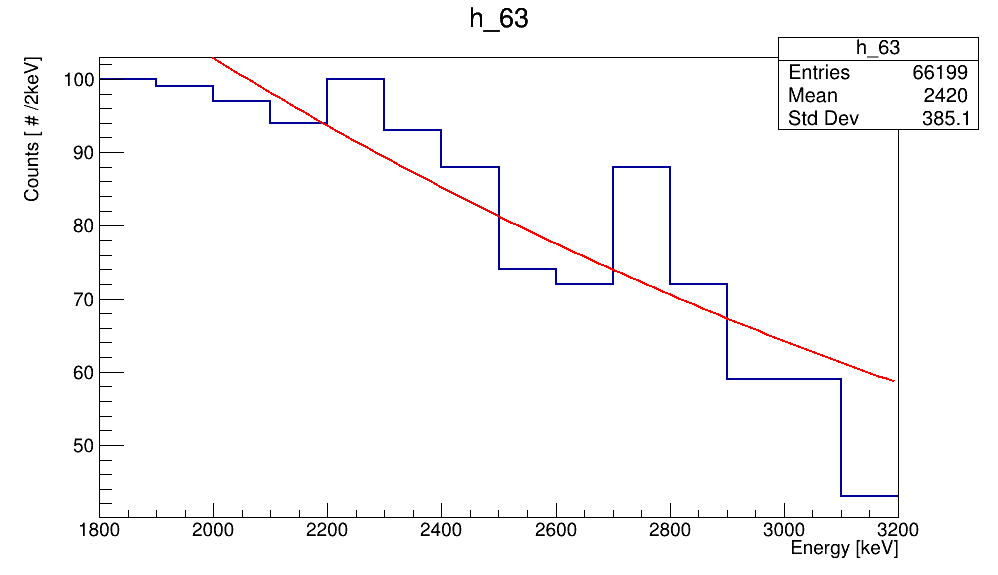 h_63
h_63
Entries 66199
Mean 2420
Std Dev 385.1
Counts [ # /2keV]
100
90
80
70
60
50
1800 2000 2200 2400 2600 2800 3000 3200
Energy [keV]